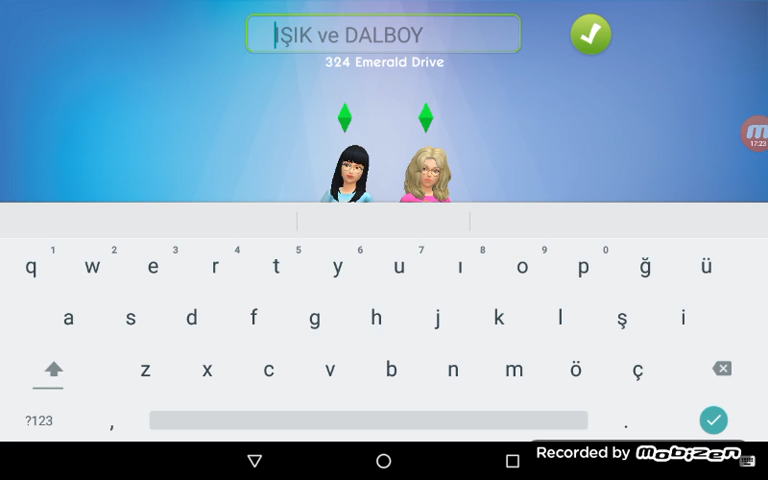 IŞIK ve DALBOY
324 Emerald Drive
17:23
1 2 3 4 5 6 7 8 9 0
q w e r t y u ı o p ğ ü
a s d f g h j k l ş i
z x c v b n m ö ç
?123 , .
Recorded by mobizen